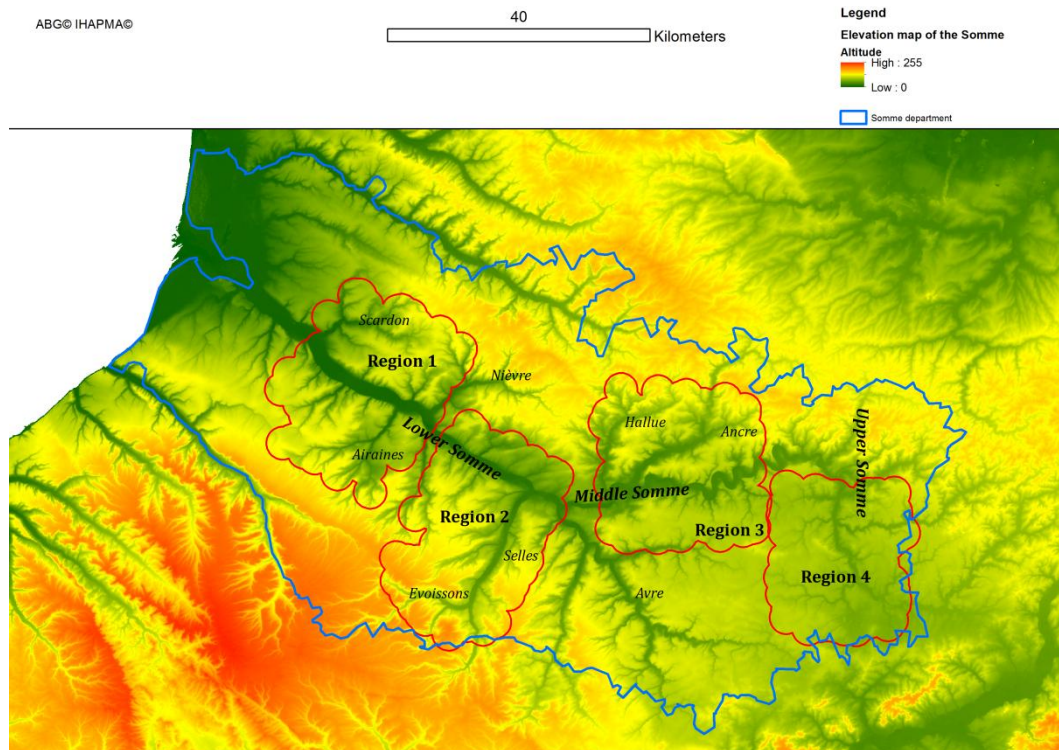 ABG© IHAPMA©
40
Kilometers
Legend
Elevation map of the Somme
Altitude
High : 255
Low : 0
Somme department
Scardon
Region 1
Nièvre
Hallue
Ancre
Upper Somme
Airaines
Lower Somme
Middle Somme
Region 2
Region 3
Selles
Region 4
Evoissons
Avre